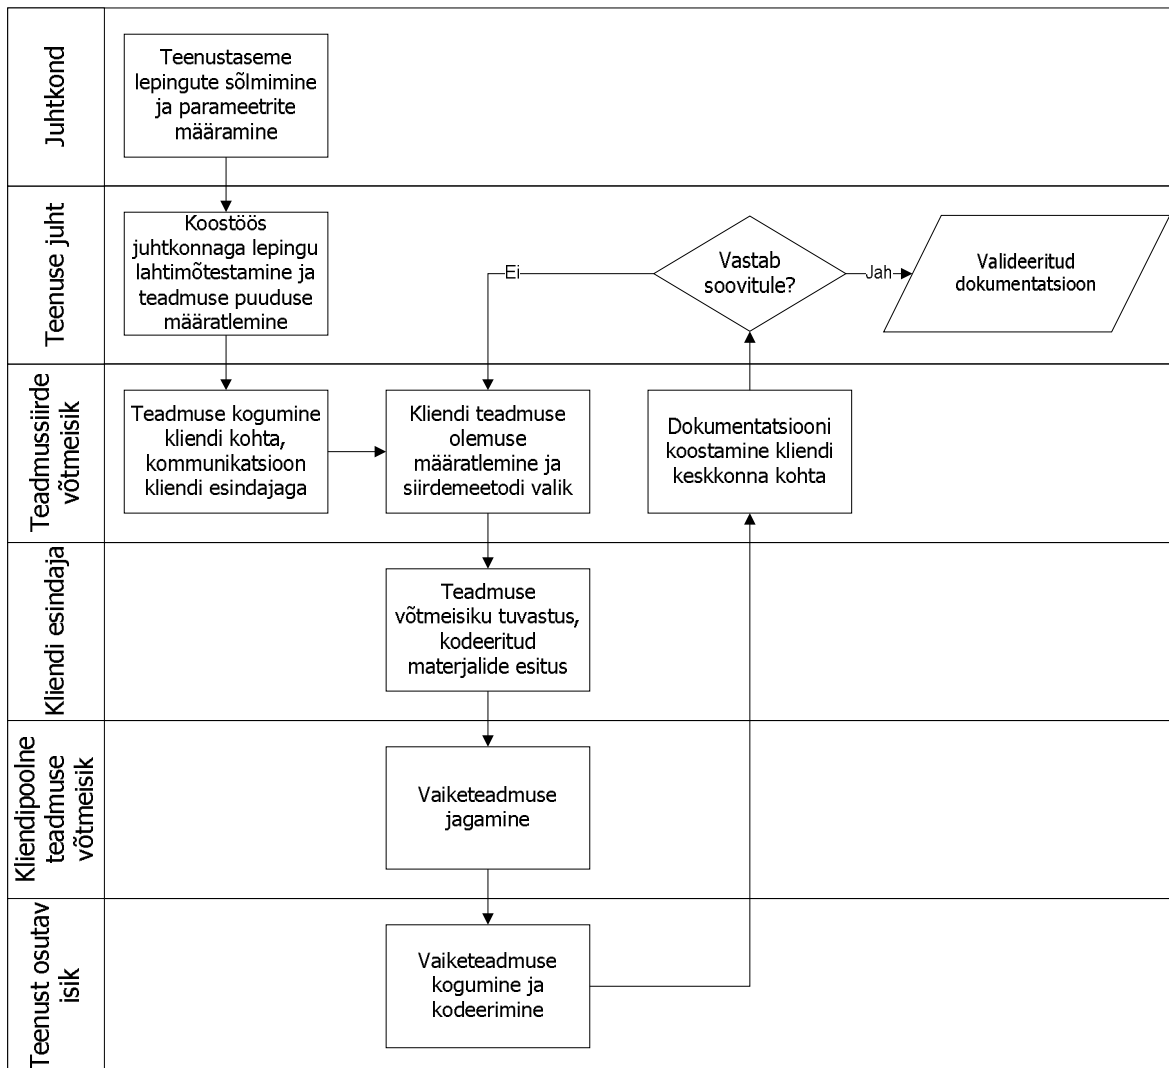 Juhtkond
Teenustaseme
lepingute sõlmimine
ja parameetrite
määramine
Teenuse juht
Koostöös
juhtkonnaga lepingu
lahtimõtestamine ja
teadmuse puuduse
määratlemine
Ei
Vastab
soovitule?
Jah
Valideeritud
dokumentatsioon
Teadmussiirde
võtmeisik
Teadmuse kogumine
kliendi kohta,
kommunikatsioon
kliendi esindajaga
Kliendi teadmuse
olemuse
määratlemine ja
siirdemeetodi valik
Dokumentatsiooni
koostamine kliendi
keskkonna kohta
Kliendi esindaja
Teadmuse
võtmeisiku tuvastus,
kodeeritud
materjalide esitus
Kliendipoolne
teadmuse
võtmeisik
Vaiketeadmuse
jagamine
Teenust osutav
isik
Vaiketeadmuse
kogumine ja
kodeerimine